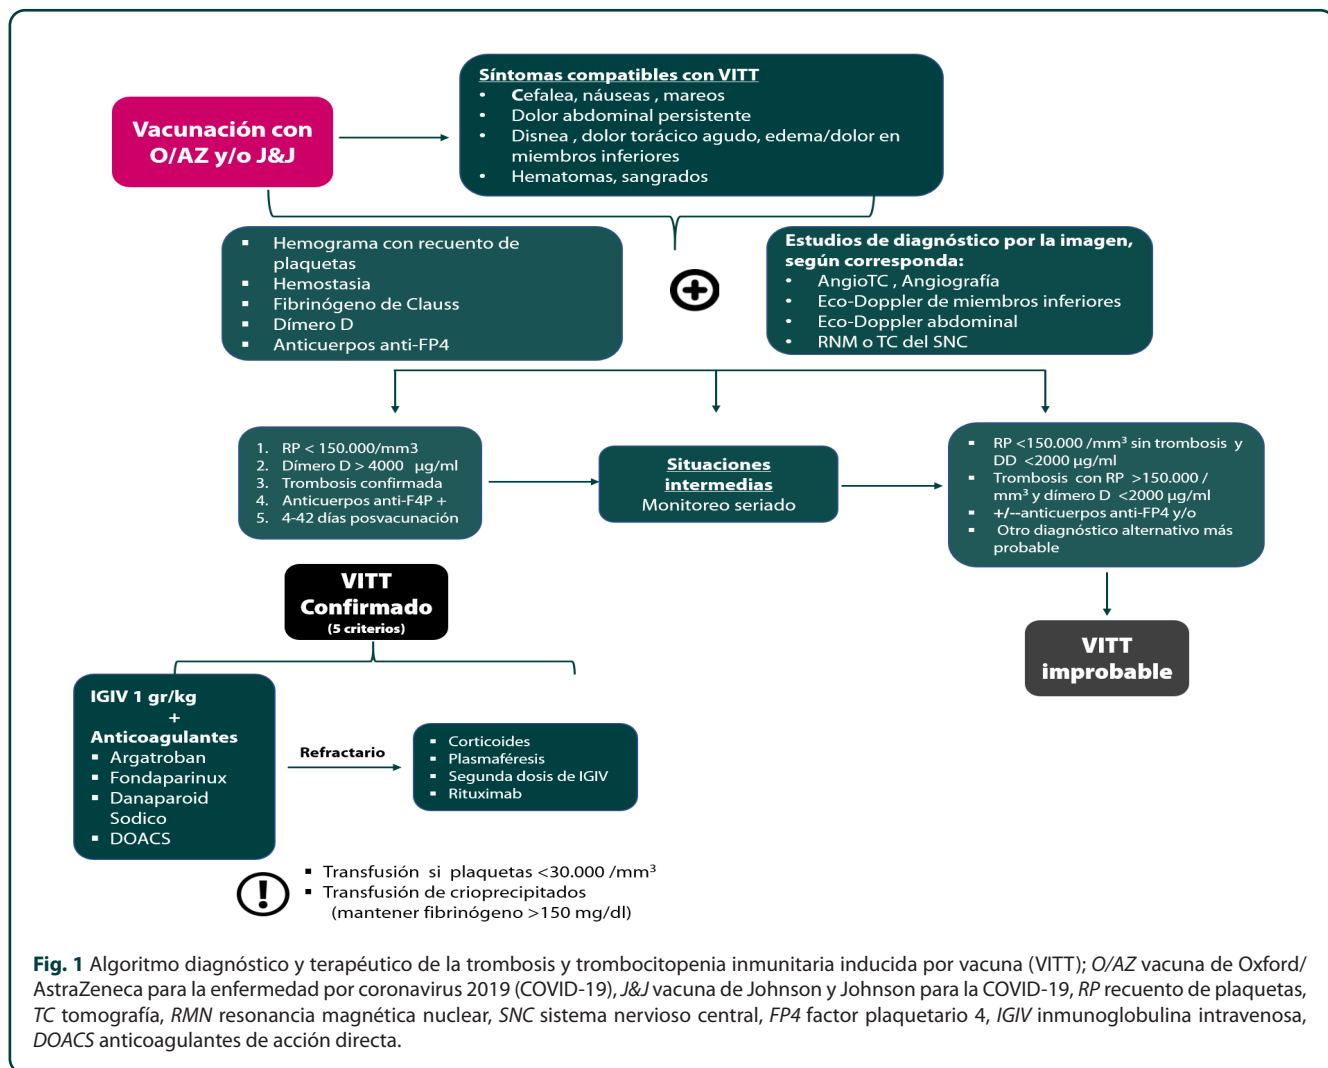 Vacunación con
O/AZ y/o J&J
Síntomas compatibles con VITT
• Cefalea, náuseas , mareos
• Dolor abdominal persistente
• Disnea , dolor torácico agudo, edema/dolor en
miembros inferiores
• Hematomas, sangrados
▪ Hemograma con recuento de
plaquetas
▪ Hemostasia
▪ Fibrinógeno de Clauss
▪ Dímero D
▪ Anticuerpos anti-FP4
Estudios de diagnóstico por la imagen,
según corresponda:
• AngioTC , Angiografía
• Eco-Doppler de miembros inferiores
• Eco-Doppler abdominal
• RNM o TC del SNC
1. RP < 150.000/mm3
2. Dímero D > 4000 µg/ml
3. Trombosis confirmada
4. Anticuerpos anti-F4P +
5. 4-42 días posvacunación
Situaciones
intermedias
Monitoreo seriado
▪ RP <150.000 /mm³ sin trombosis y
DD <2000 µg/ml
▪ Trombosis con RP >150.000 /
mm³ y dímero D <2000 µg/ml
▪ +/--anticuerpos anti-FP4 y/o
▪ Otro diagnóstico alternativo más
probable
VITT
Confirmado
(5 criterios)
VITT
improbable
IGIV 1 gr/kg
+
Anticoagulantes
▪ Argatroban
▪ Fondaparinux
▪ Danaparoid
Sodico
▪ DOACS
Refractario
▪ Corticoides
▪ Plasmaféresis
▪ Segunda dosis de IGIV
▪ Rituximab
!
▪ Transfusión si plaquetas <30.000 /mm³
▪ Transfusión de crioprecipitados
(mantener fibrinógeno >150 mg/dl)
Fig. 1 Algoritmo diagnóstico y terapéutico de la trombosis y trombocitopenia inmunitaria inducida por vacuna (VITT); O/AZ vacuna de Oxford/
AstraZeneca para la enfermedad por coronavirus 2019 (COVID-19), J&J vacuna de Johnson y Johnson para la COVID-19, RP recuento de plaquetas,
TC tomografía, RMN resonancia magnética nuclear, SNC sistema nervioso central, FP4 factor plaquetario 4, IGIV inmunoglobulina intravenosa,
DOACS anticoagulantes de acción directa.